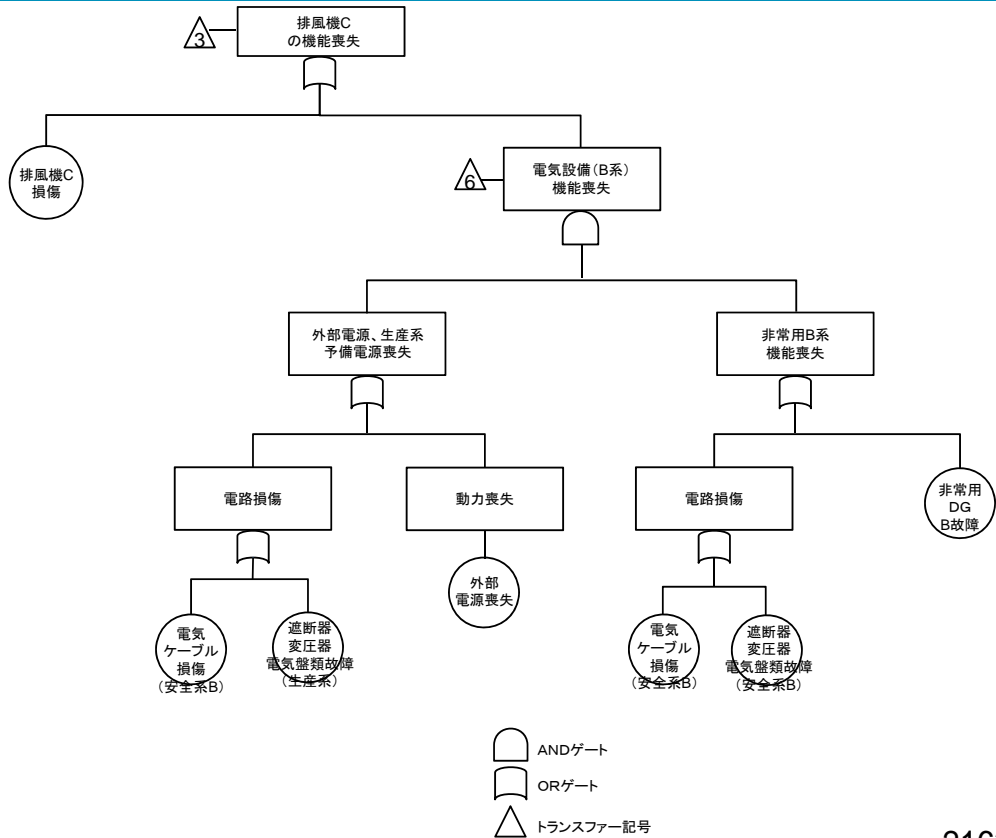 3
排風機C
の機能喪失
排風機C
損傷
6
電気設備（B系）
機能喪失
外部電源、生産系
予備電源喪失
非常用B系
機能喪失
電路損傷
動力喪失
電路損傷
非常用
DG
B故障
外部
電源喪失
電気
ケーブル
損傷
（安全系B）
遮断器
変圧器
電気盤類故障
（生産系）
電気
ケーブル
損傷
（安全系B）
遮断器
変圧器
電気盤類故障
（安全系B）
ANDゲート
ORゲート
トランスファー記号